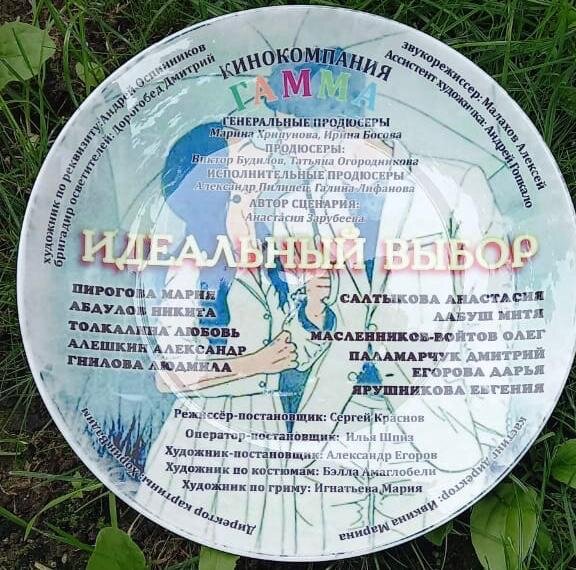 КИНОКОМПАНИЯ
ГАММА
ГЕНЕРАЛЬНЫЕ ПРОДЮСЕРЫ
Марина Хрипунова, Ирина Босова
ПРОДЮСЕРЫ:
Виктор Будилов, Татьяна Огородникова
ИСПОЛНИТЕЛЬНЫЕ ПРОДЮСЕРЫ
Александр Пилипец, Галина Лифанова
АВТОР СЦЕНАРИЯ:
Анастасия Зарубеева
художник по реквизиту: Андрей Оспинников
бригадир осветителей: Доровобед Дмитрий
звукорежиссер: Малахов Алексей
Ассистент художника: Андрей Гопкало
ИДЕАЛЬНЫЙ ВЫБОР
ПИРОГОВА МАРИЯ
АБДУЛОВ НИКИТА
ТОЛКАЛИНА ЛЮБОВЬ
АЛЕШКИН АЛЕКСАНДР
ГНИЛОВА ЛЮДМИЛА
САЛТЫКОВА АНАСТАСИЯ
ЛАБУШ МИТЯ
МАСЛЕННИКОВ-ВОЙТОВ ОЛЕГ
ПАЛАМАРЧУК ДМИТРИЙ
ЕГОРОВА ДАРЬЯ
ЯРУШНИКОВА ЕВГЕНИЯ
Режиссёр-постановщик: Сергей Краснов
Оператор-постановщик: Илья Шпиз
Художник-постановщик: Александр Егоров
Художник по костюмам: Бэлла Амаглобели
Художник по гриму: Игнатьева Мария
Директор картины:
кастинг директор: Ивкина Марина